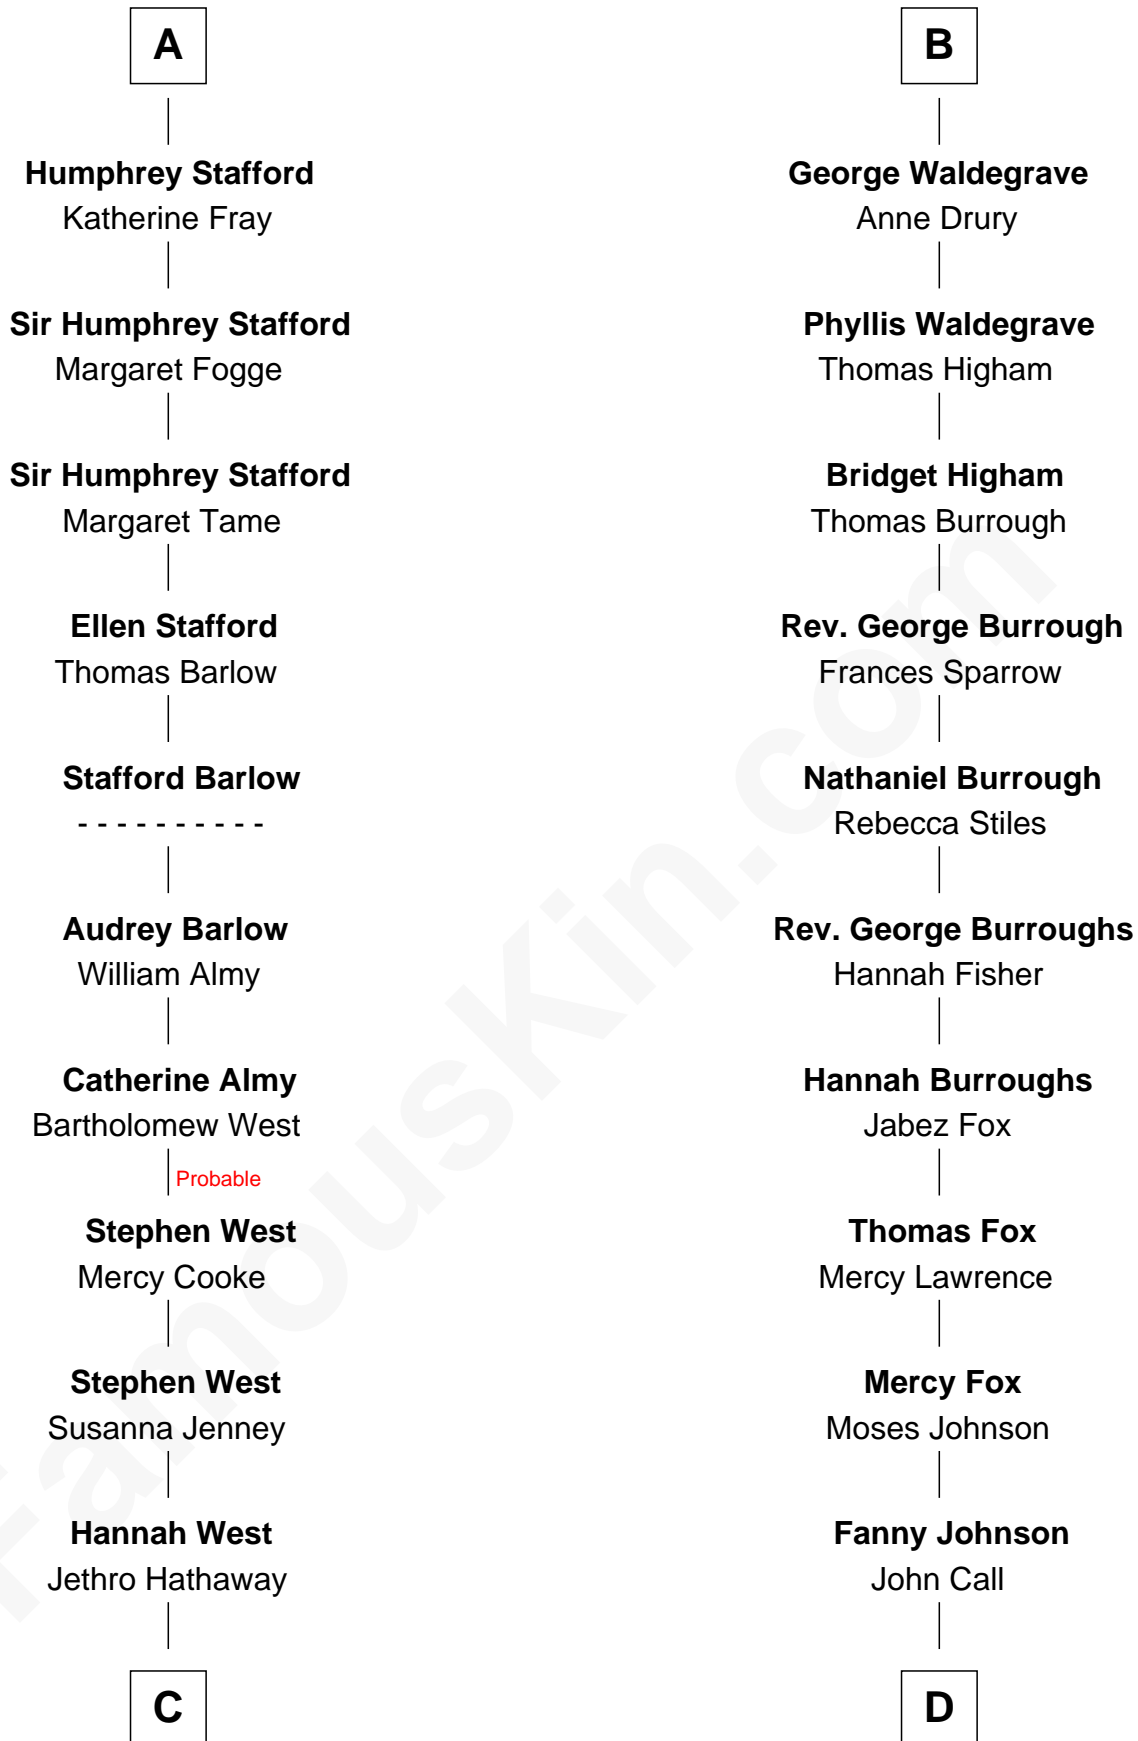 A
Humphrey Stafford
Katherine Fray
Sir Humphrey Stafford
Margaret Fogge
Sir Humphrey Stafford
Margaret Tame
Ellen Stafford
Thomas Barlow
Stafford Barlow
- - - - - - - - - -
Audrey Barlow
William Almy
Catherine Almy
Bartholomew West
Probable
Stephen West
Mercy Cooke
Stephen West
Susanna Jenney
Hannah West
Jethro Hathaway
C
B
George Waldegrave
Anne Drury
Phyllis Waldegrave
Thomas Higham
Bridget Higham
Thomas Burrough
Rev. George Burrough
Frances Sparrow
Nathaniel Burrough
Rebecca Stiles
Rev. George Burroughs
Hannah Fisher
Hannah Burroughs
Jabez Fox
Thomas Fox
Mercy Lawrence
Mercy Fox
Moses Johnson
Fanny Johnson
John Call
D
FamousKin.com